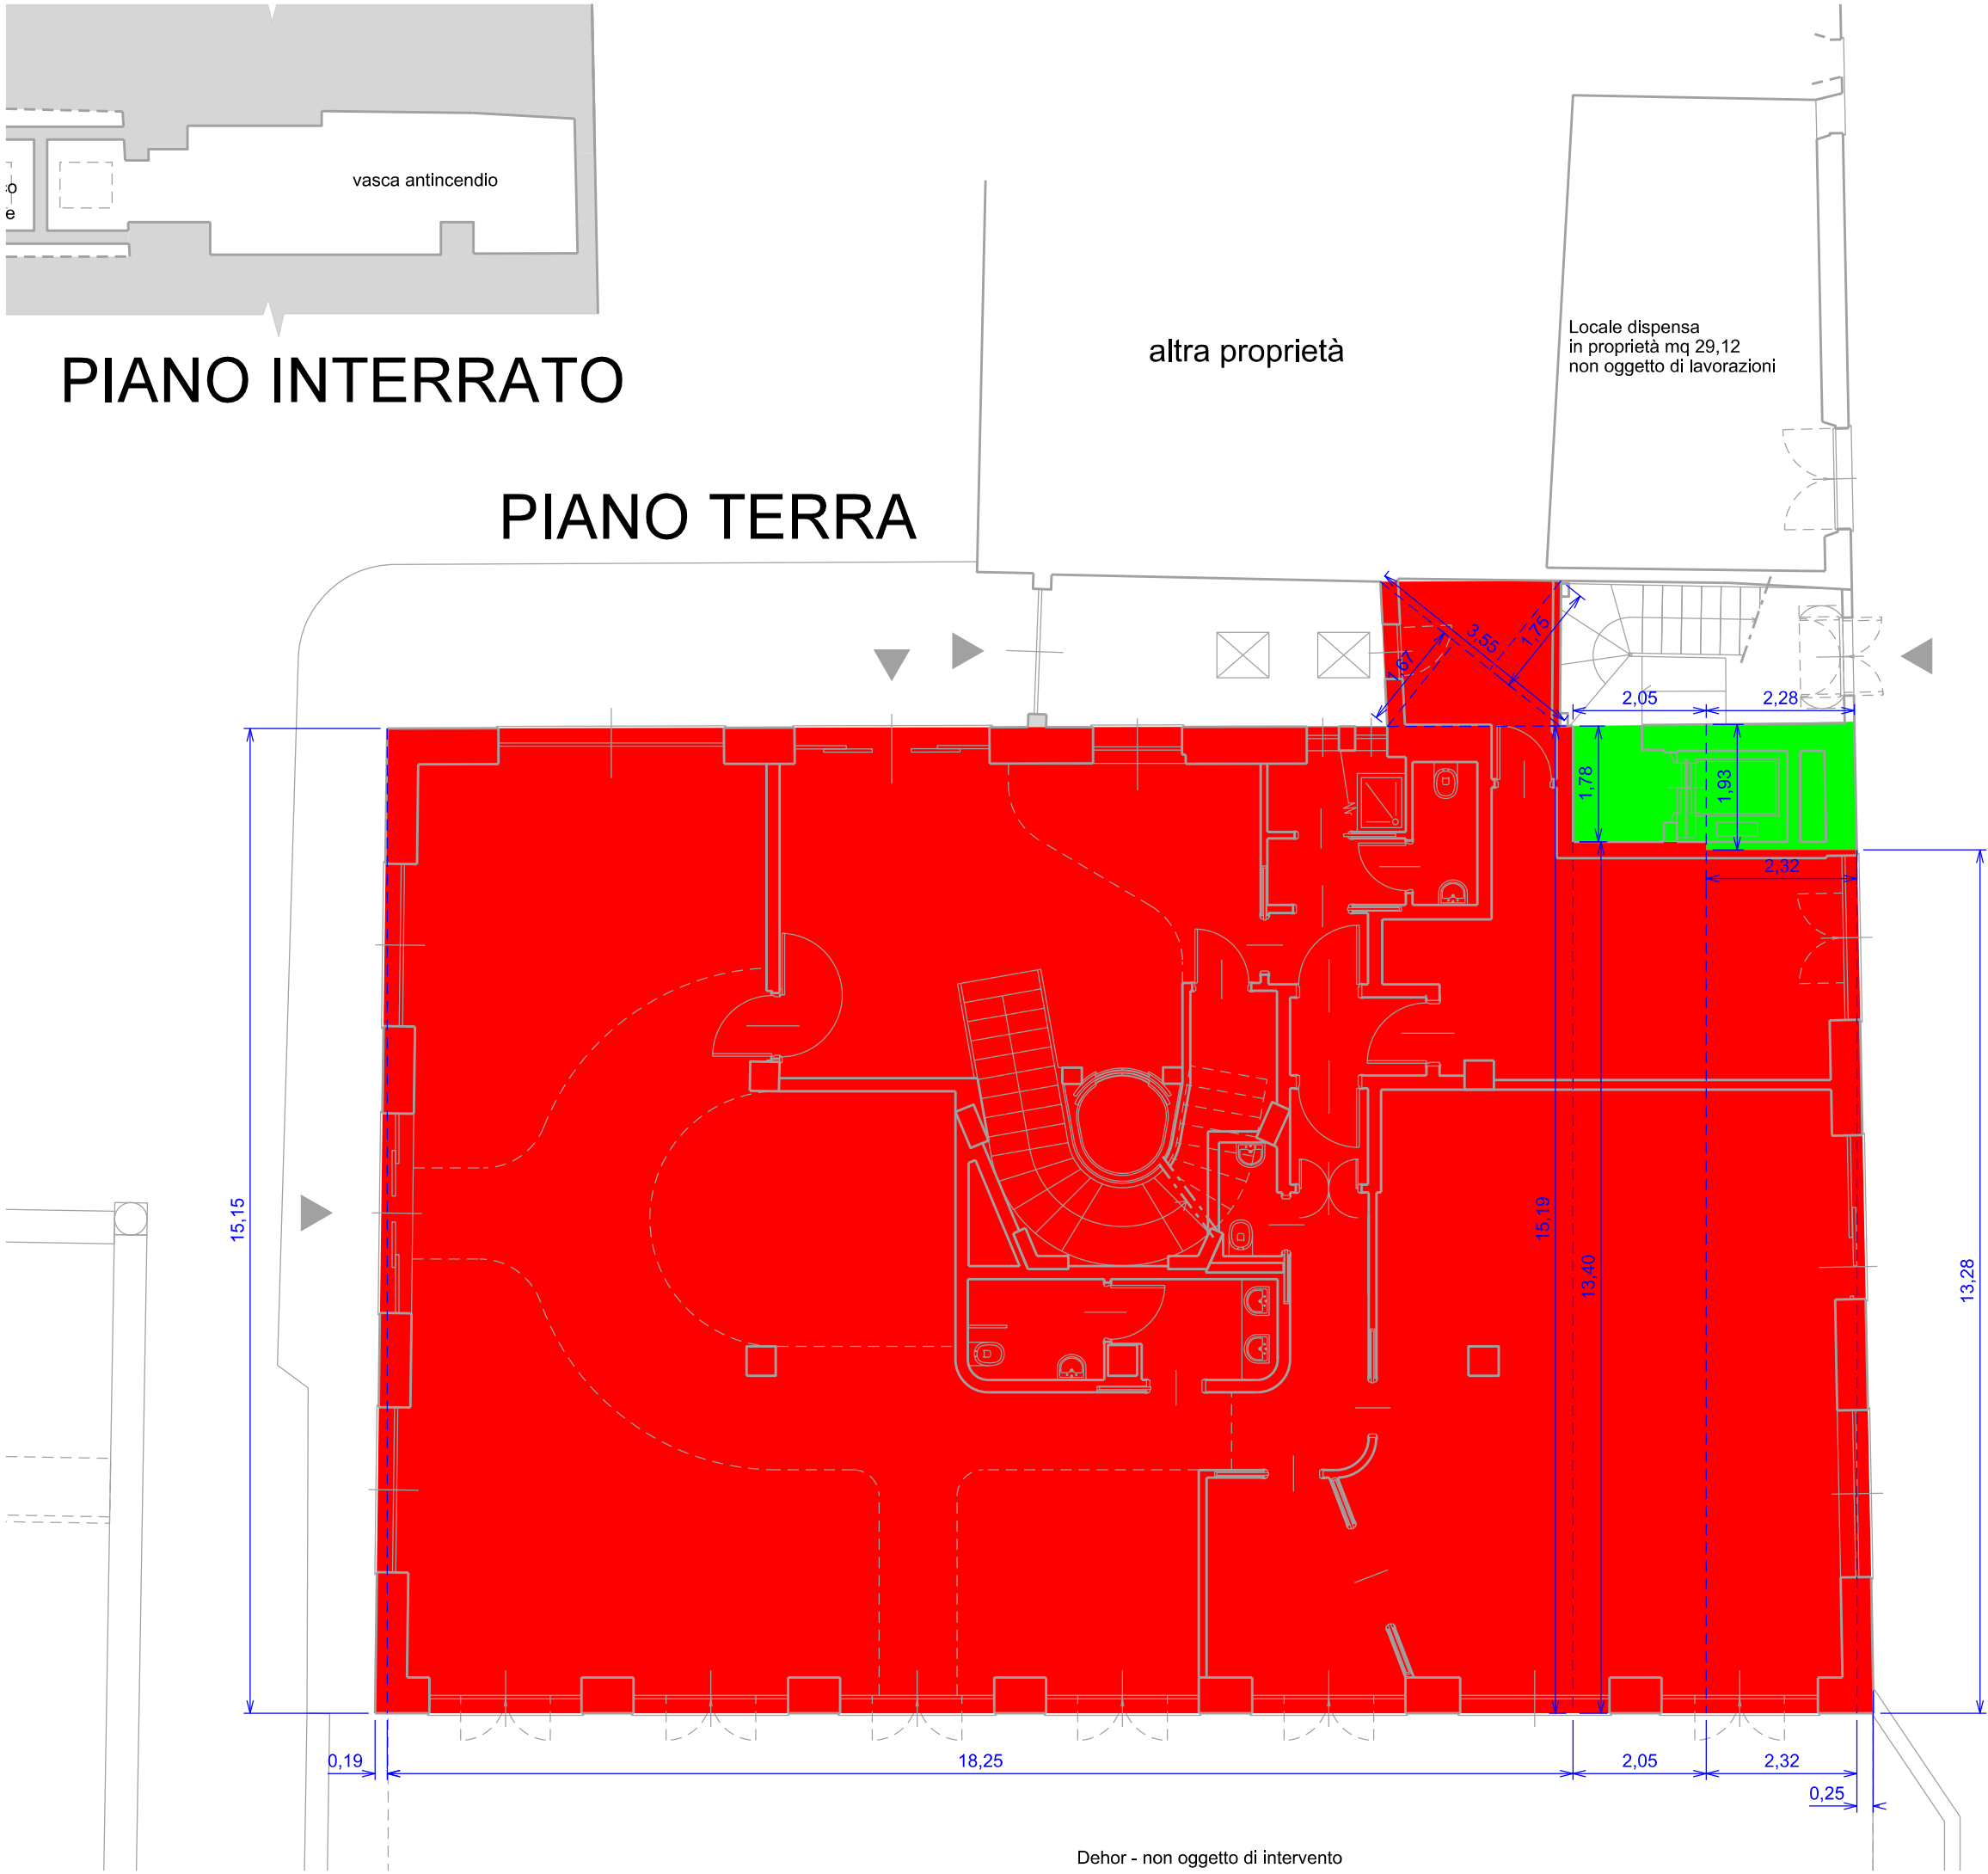 vasca antincendio
PIANO INTERRATO
altra proprietà
Locale dispensa
in proprietà mq 29,12
non oggetto di lavorazioni
PIANO TERRA
3,55
1,75
1,67
2,05
2,28
1,78
1,93
2,32
15,15
15,19
13,40
13,28
0,19
18,25
2,05
2,32
0,25
Dehor - non oggetto di intervento